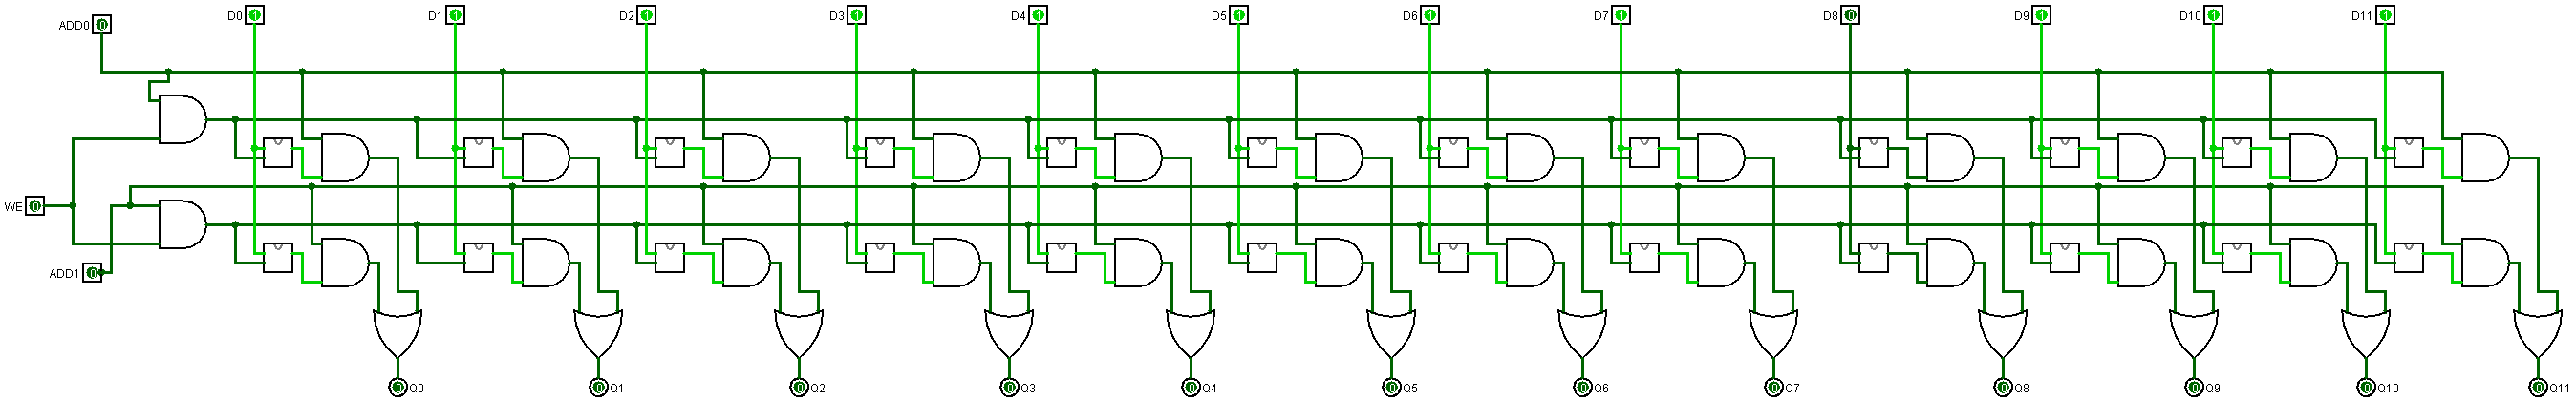 ADD0 0 D0 1 D1 1 D2 1 D3 1 D4 1 D5 1 D6 1 D7 1 D8 0 D9 1 D10 1 D11 1
WE 0
ADD1 0
0 Q0 0 Q1 0 Q2 0 Q3 0 Q4 0 Q5 0 Q6 0 Q7 0 Q8 0 Q9 0 Q10 0 Q11